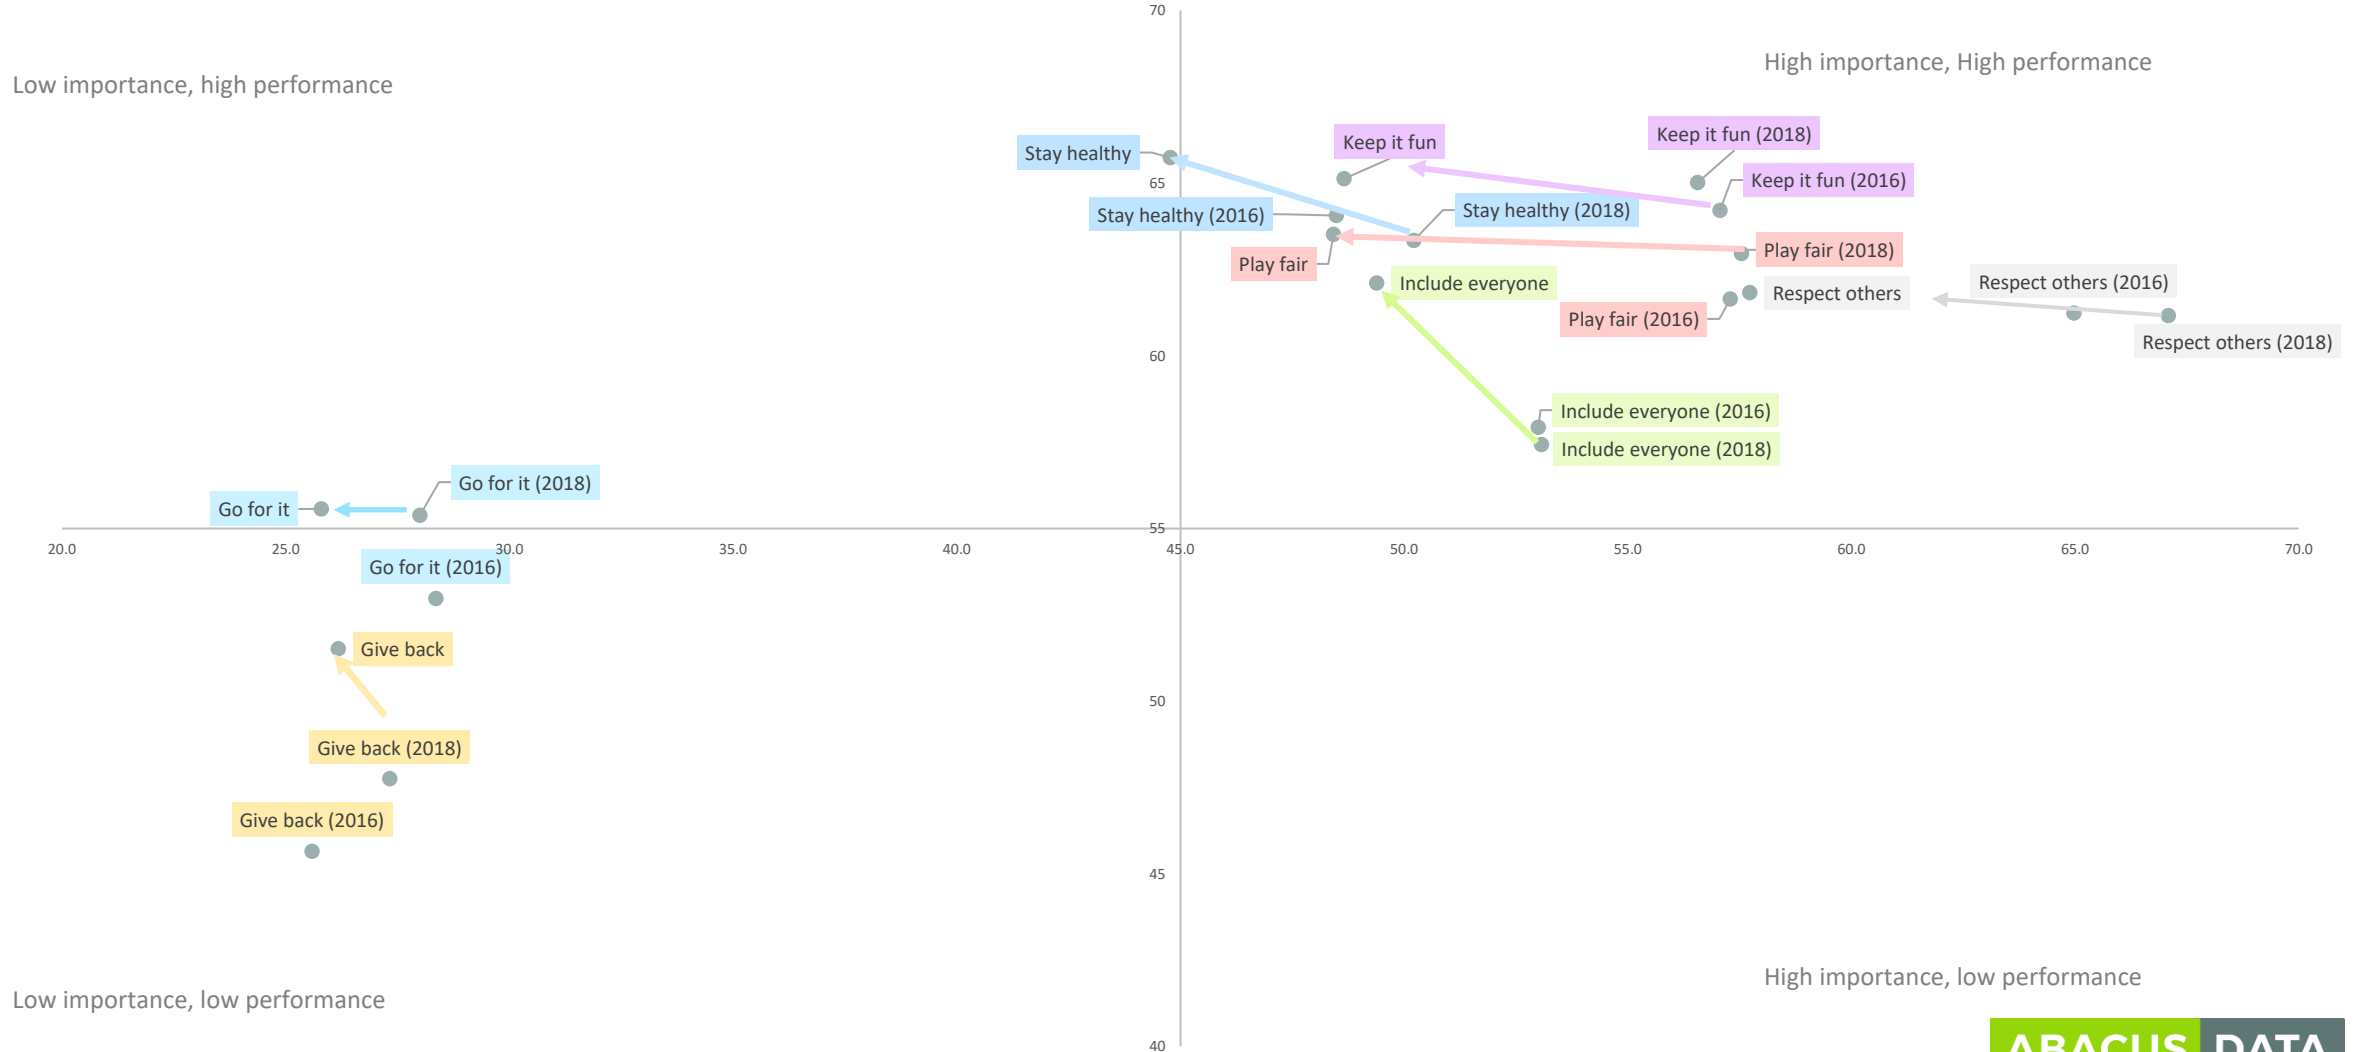 70
High importance, High performance
Low importance, high performance
Keep it fun (2018)
Keep it fun
Stay healthy
65
Keep it fun (2016)
Stay healthy (2016)
Stay healthy (2018)
Play fair (2018)
Play fair
Include everyone
Respect others
Respect others (2016)
Play fair (2016)
Respect others (2018)
60
Include everyone (2016)
Include everyone (2018)
Go for it (2018)
Go for it
55
20.0 25.0 30.0 35.0 40.0 45.0 50.0 55.0 60.0 65.0 70.0
Go for it (2016)
Give back
50
Give back (2018)
Give back (2016)
45
High importance, low performance
Low importance, low performance
40
ABACUS DATA